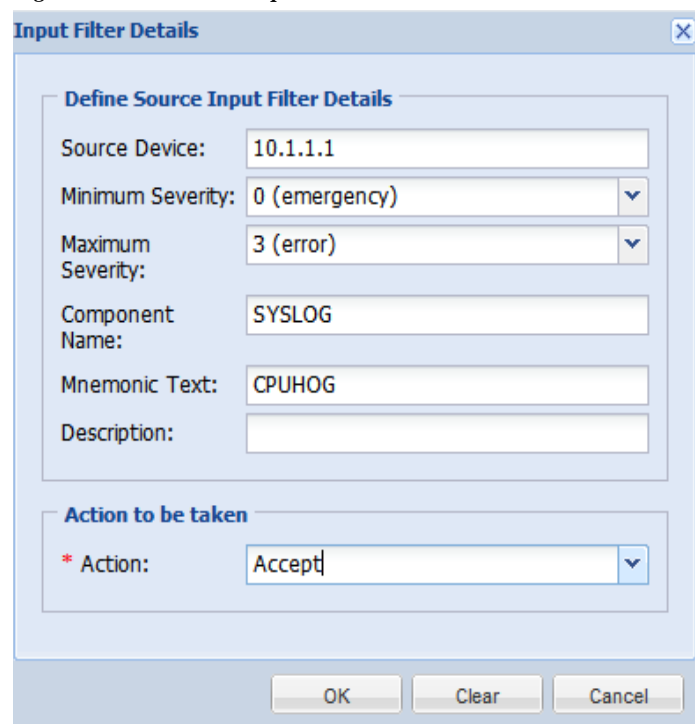 Input Filter Details
Define Source Input Filter Details
Source Device: 10.1.1.1
Minimum Severity: 0 (emergency)
Maximum
Severity: 3 (error)
Component
Name: SYSLOG
Mnemonic Text: CPUHOG
Description:
Action to be taken
* Action: Accept
OK Clear Cancel